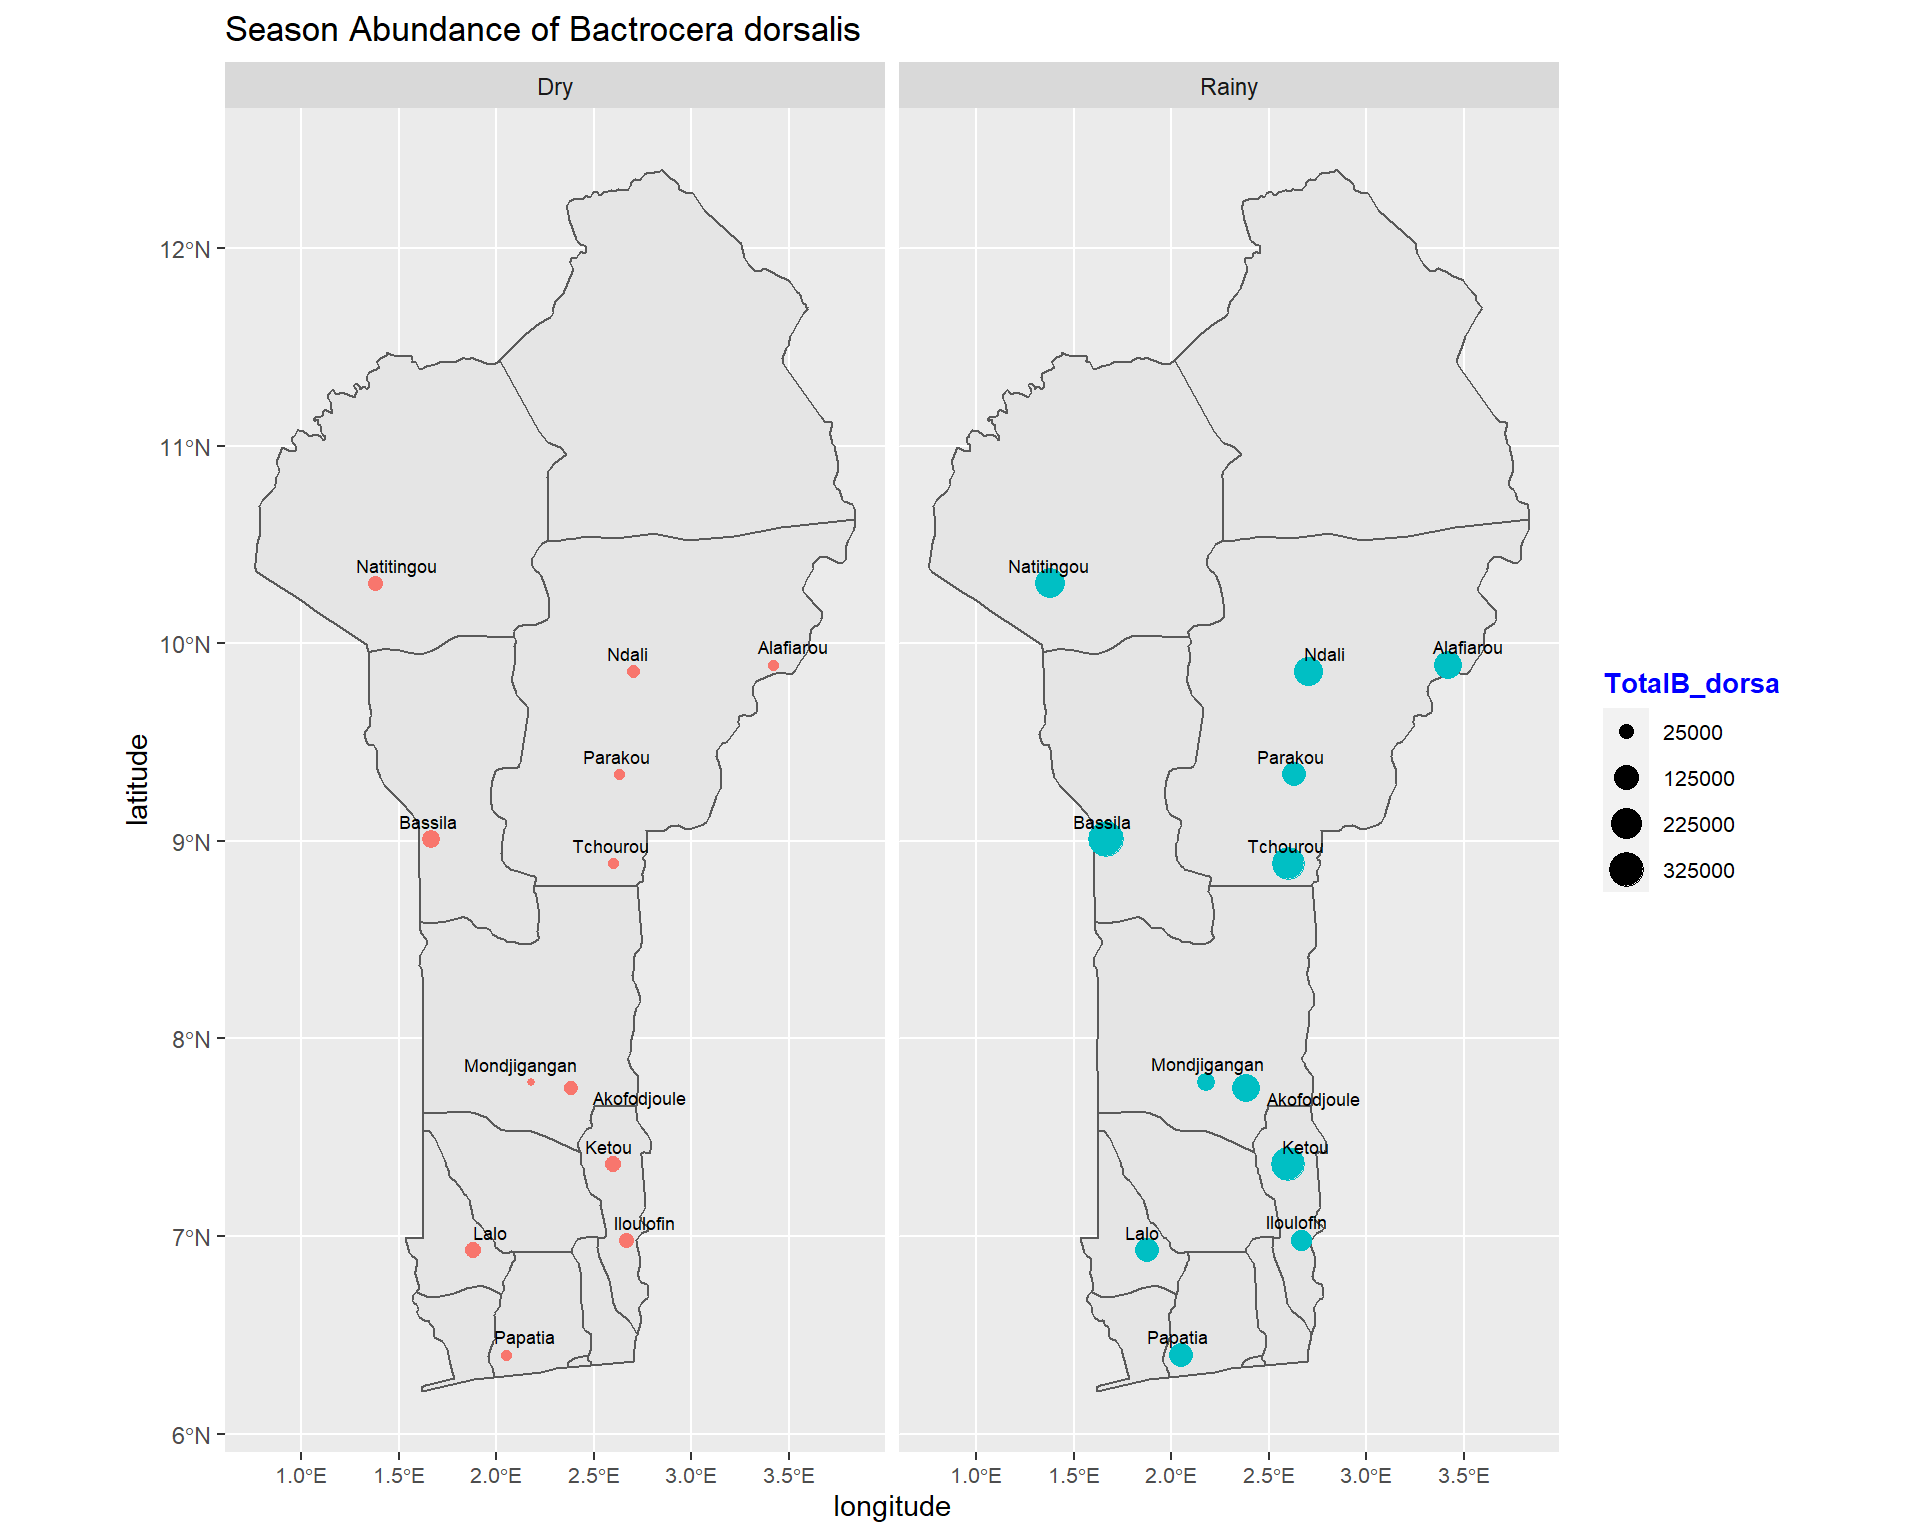 Season Abundance of Bactrocera dorsalis
Dry
Rainy
12°N
11°N
10°N
9°N
8°N
7°N
6°N
latitude
Natitingou
Ndali
Alafiarou
Parakou
Bassila
Tchourou
Mondjigangan
Akofodjoule
Ketou
Iloulofin
Lalo
Papatia
Natitingou
Ndali
Alafiarou
Parakou
Bassila
Tchourou
Mondjigangan
Akofodjoule
Ketou
Iloulofin
Lalo
Papatia
1.0°E 1.5°E 2.0°E 2.5°E 3.0°E 3.5°E
1.0°E 1.5°E 2.0°E 2.5°E 3.0°E 3.5°E
longitude
TotalB_dorsa
25000
125000
225000
325000